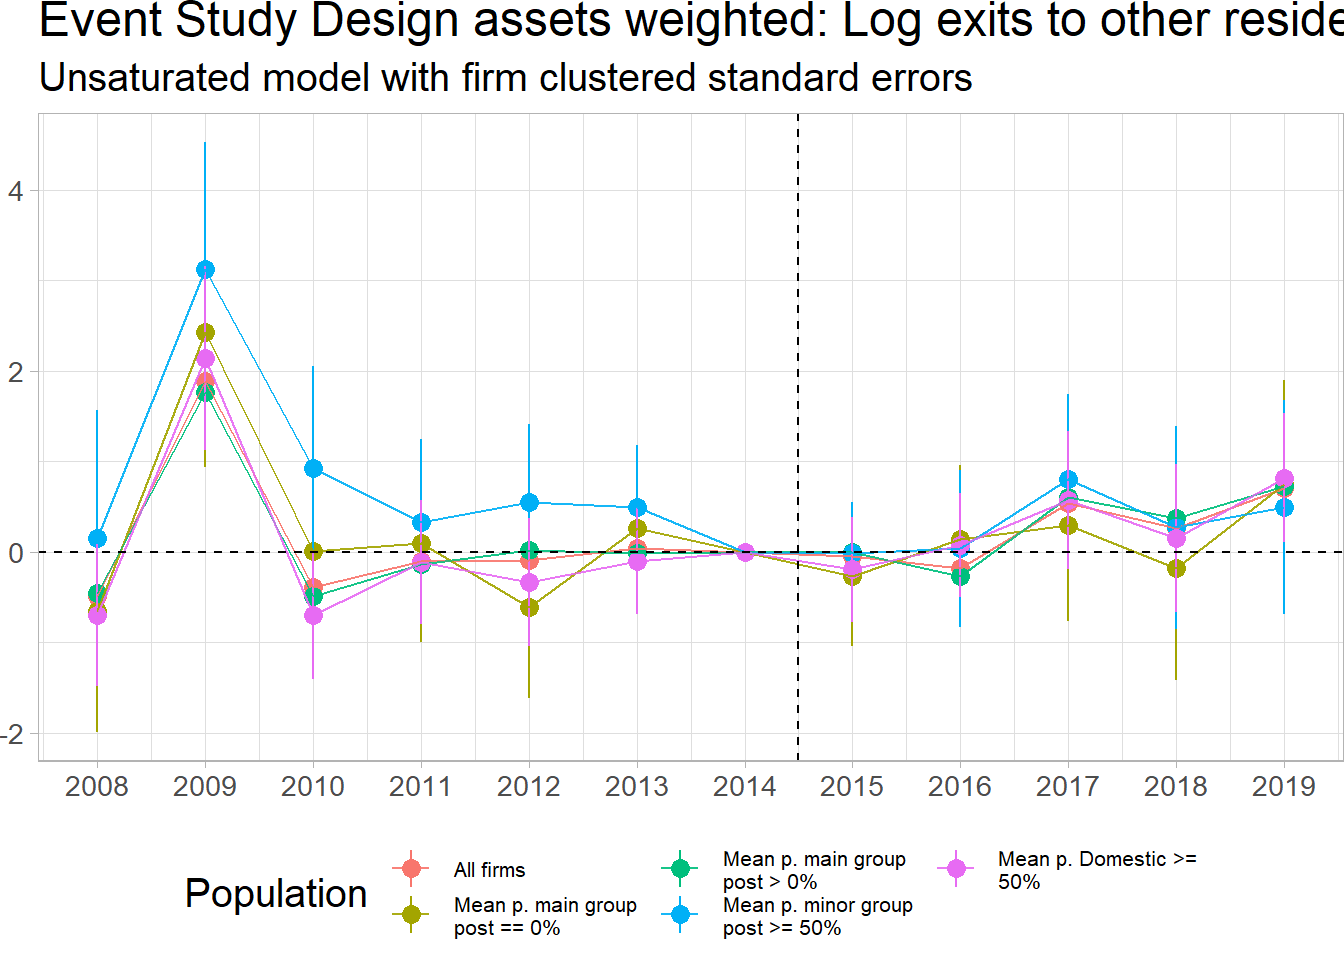 Event Study Design assets weighted: Log exits to other reside
Unsaturated model with firm clustered standard errors
4
2
0
-2
2008 2009 2010 2011 2012 2013 2014 2015 2016 2017 2018 2019
Population
All firms
Mean p. main group
post == 0%
Mean p. main group
post > 0%
Mean p. minor group
post >= 50%
Mean p. Domestic >=
50%